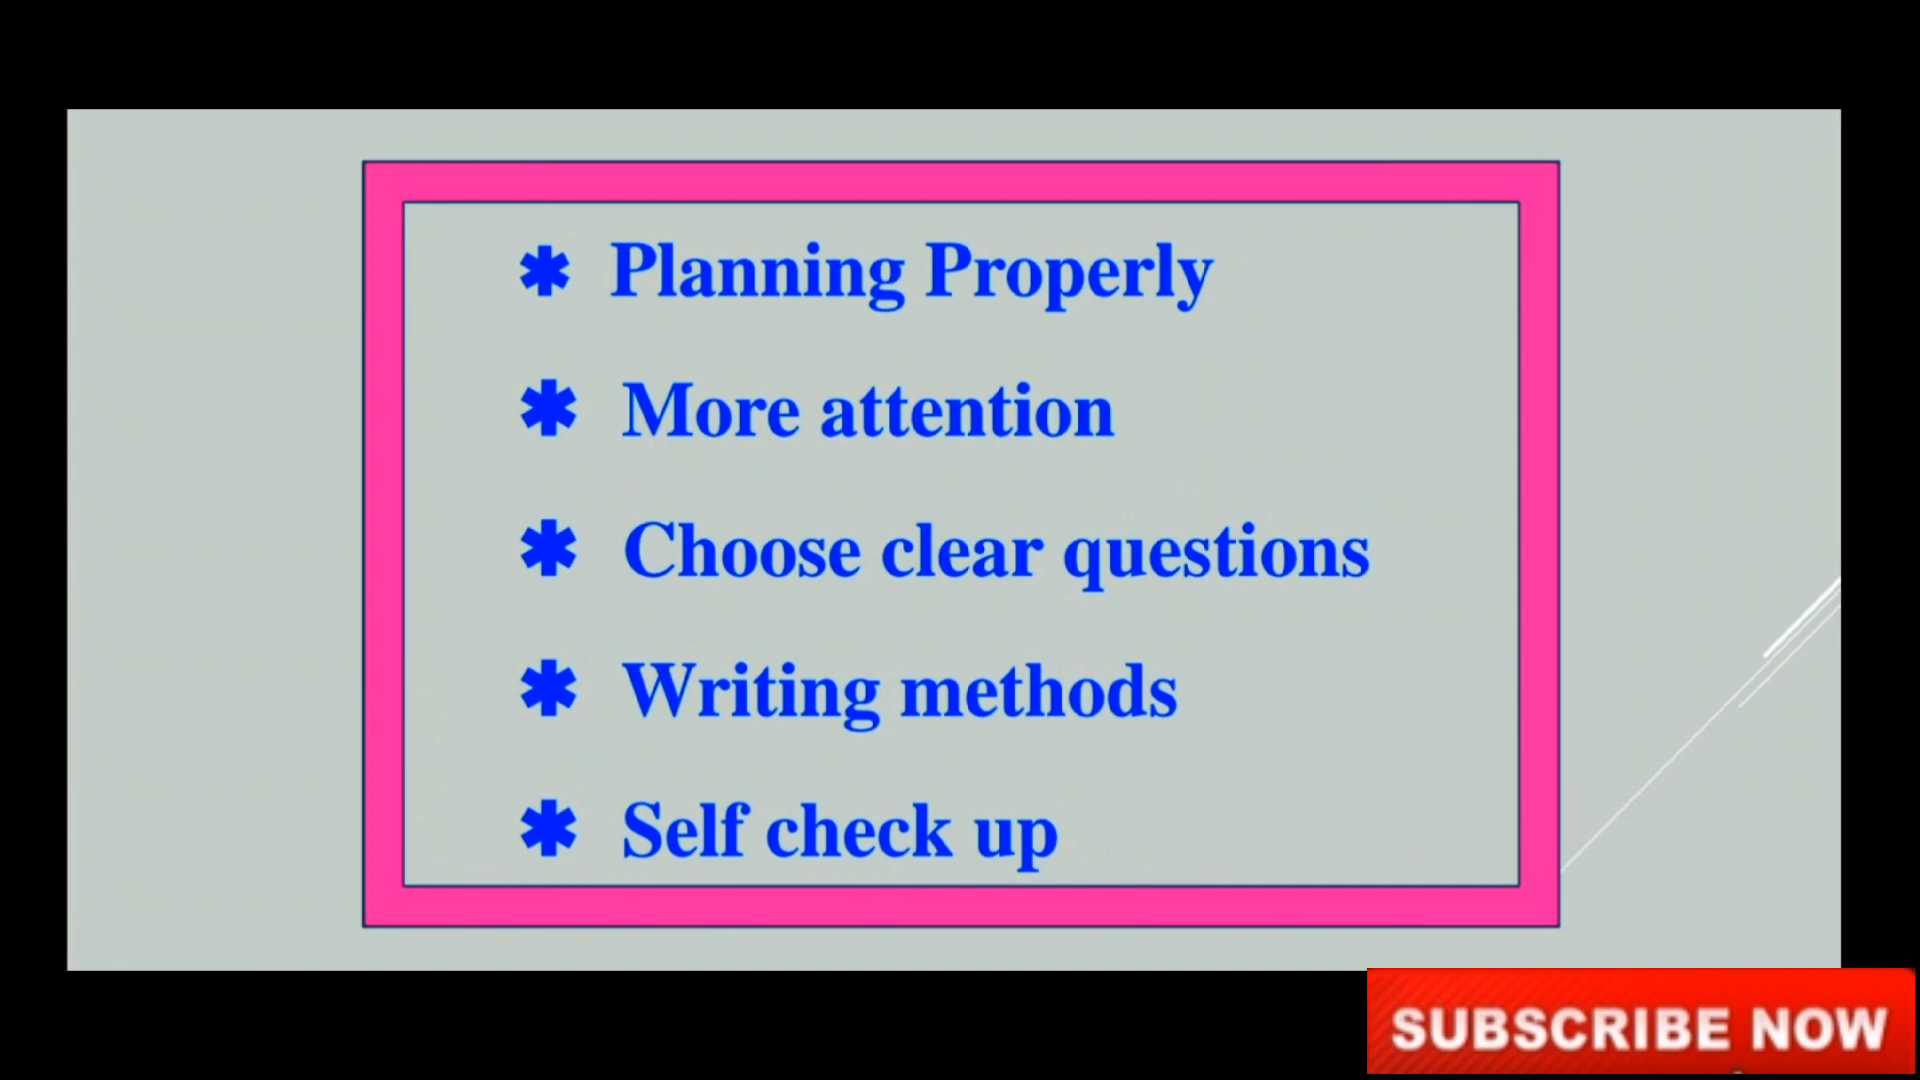 ✱ Planning Properly
✱ More attention
✱ Choose clear questions
✱ Writing methods
✱ Self check up
SUBSCRIBE NOW